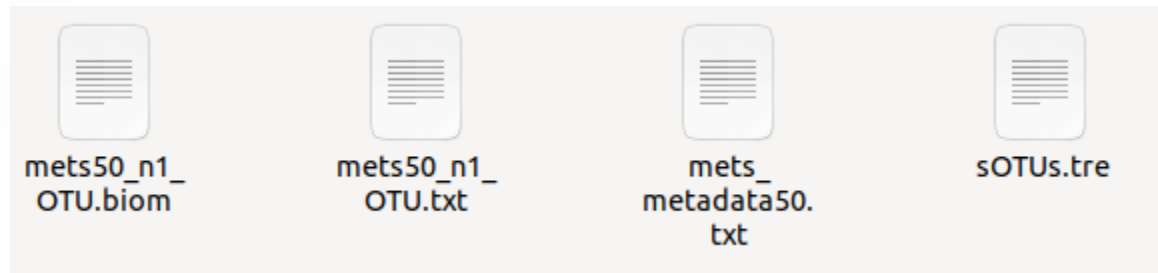 mets50_n1_
OTU.biom
mets50_n1_
OTU.txt
mets_
metadata50.
txt
sOTUs.tre